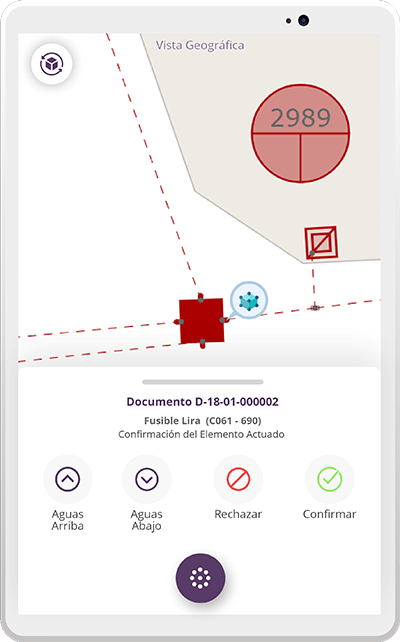 Vista Geográfica
2989
Documento D-18-01-000002
Fusible Lira (C061 - 690)
Confirmación del Elemento Actuado
Aguas
Arriba
Aguas
Abajo
Rechazar
Confirmar